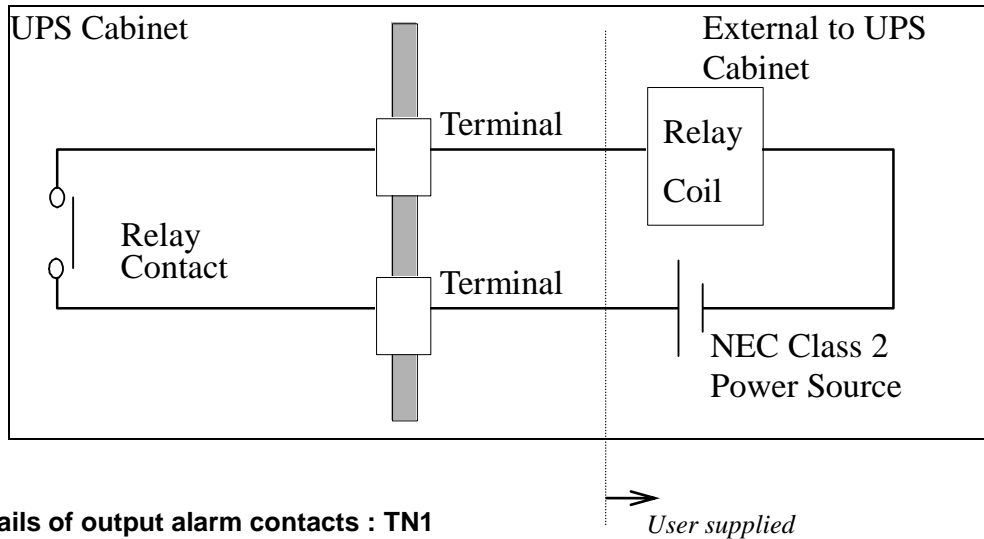 UPS Cabinet
External to UPS
Cabinet
Terminal
Relay
Coil
Relay
Contact
Terminal
NEC Class 2
Power Source
ails of output alarm contacts : TN1
User supplied